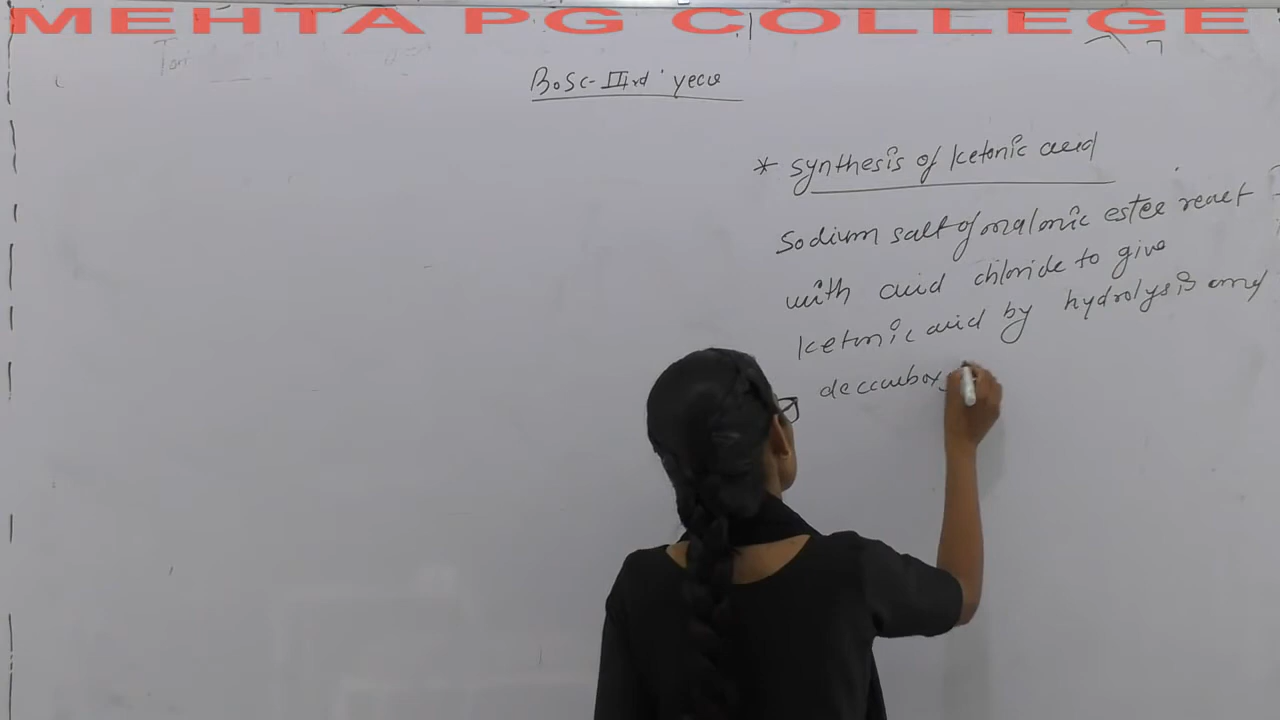 MEHTA PG COLLEGE
B.Sc-IIIrd year
* Synthesis of ketonic acid
Sodium salt of malonic ester react
with acid chloride to give
ketonic acid by hydrolysis and
decarboxy